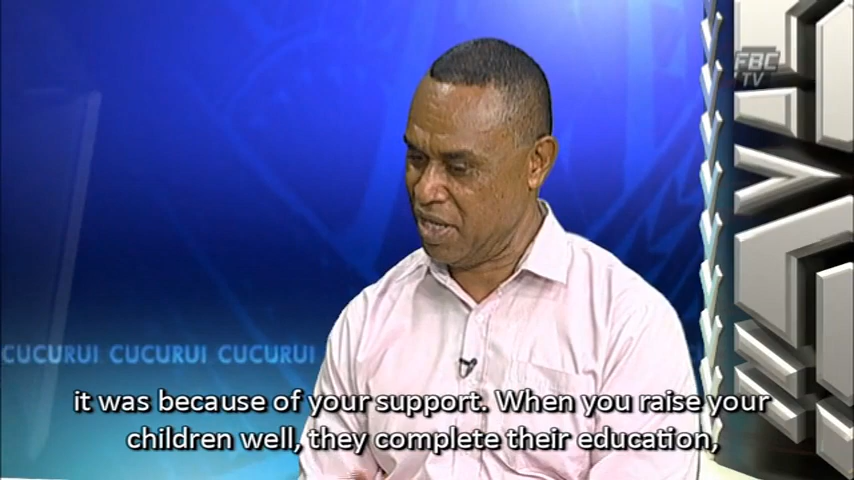 FBC
TV
CUCURUI CUCURUI CUCURUI
it was because of your support. When you raise your
children well, they complete their education,